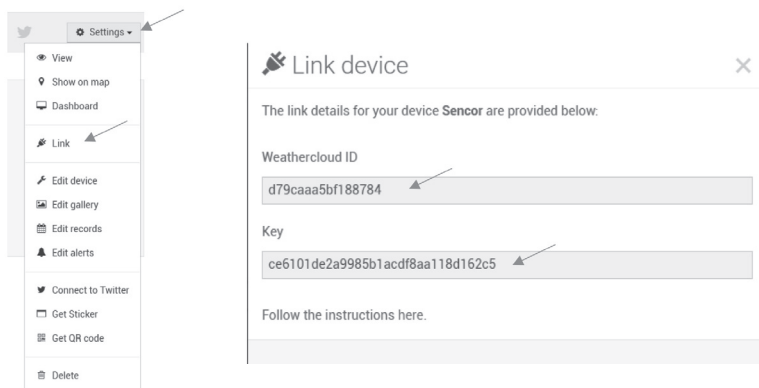 Settings
View
Show on map
Dashboard
Link
Edit device
Edit gallery
Edit records
Edit alerts
Connect to Twitter
Get Sticker
Get QR code
Delete
Link device
The link details for your device Sencor are provided below:
Weathercloud ID
d79caaa5bf188784
Key
ce6101de2a9985b1acdf8aa118d162c5
Follow the instructions here.